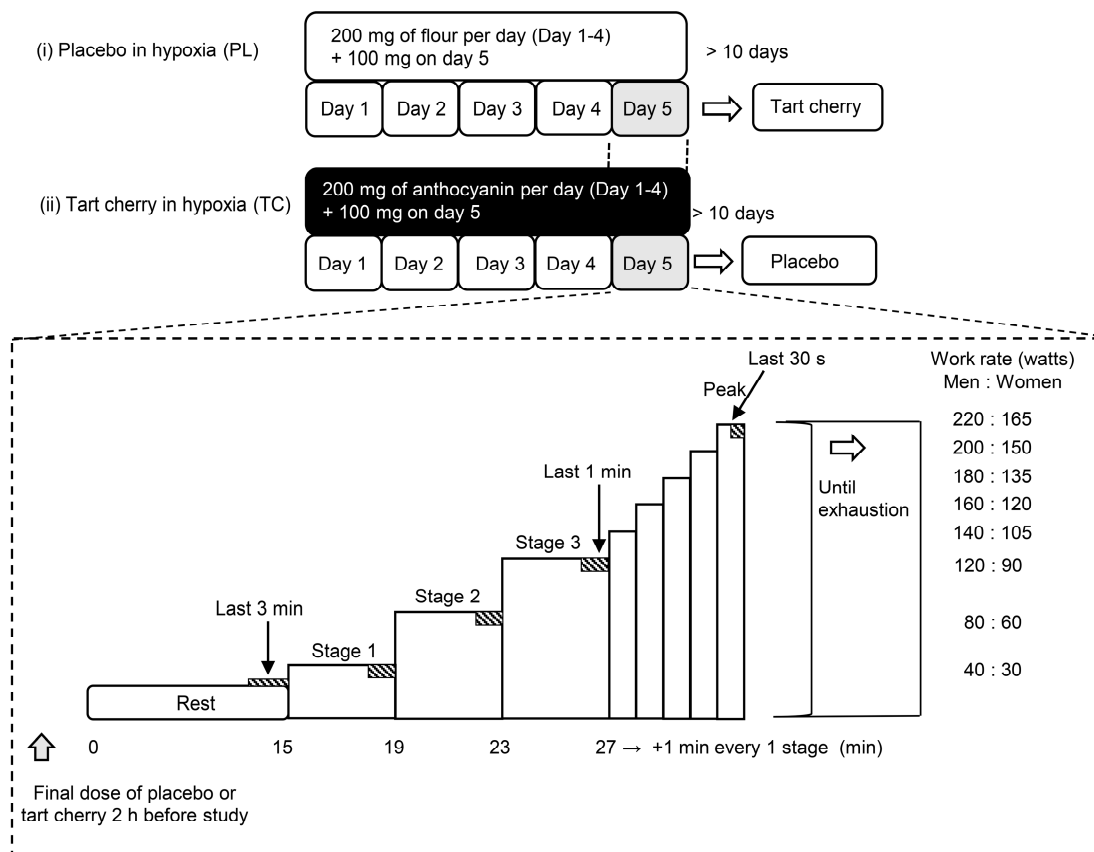 (i) Placebo in hypoxia (PL)
200 mg of flour per day (Day 1-4)
+ 100 mg on day 5
> 10 days
Day 1
Day 2
Day 3
Day 4
Day 5
Tart cherry
(ii) Tart cherry in hypoxia (TC)
200 mg of anthocyanin per day (Day 1-4)
+ 100 mg on day 5
> 10 days
Day 1
Day 2
Day 3
Day 4
Day 5
Placebo
Last 30 s
Peak
Work rate (watts)
Men : Women
220 : 165
200 : 150
180 : 135
160 : 120
140 : 105
120 : 90
80 : 60
40 : 30
Until
exhaustion
Last 1 min
Stage 3
Stage 2
Last 3 min
Stage 1
Rest
0
15
19
23
27 → +1 min every 1 stage (min)
Final dose of placebo or
tart cherry 2 h before study